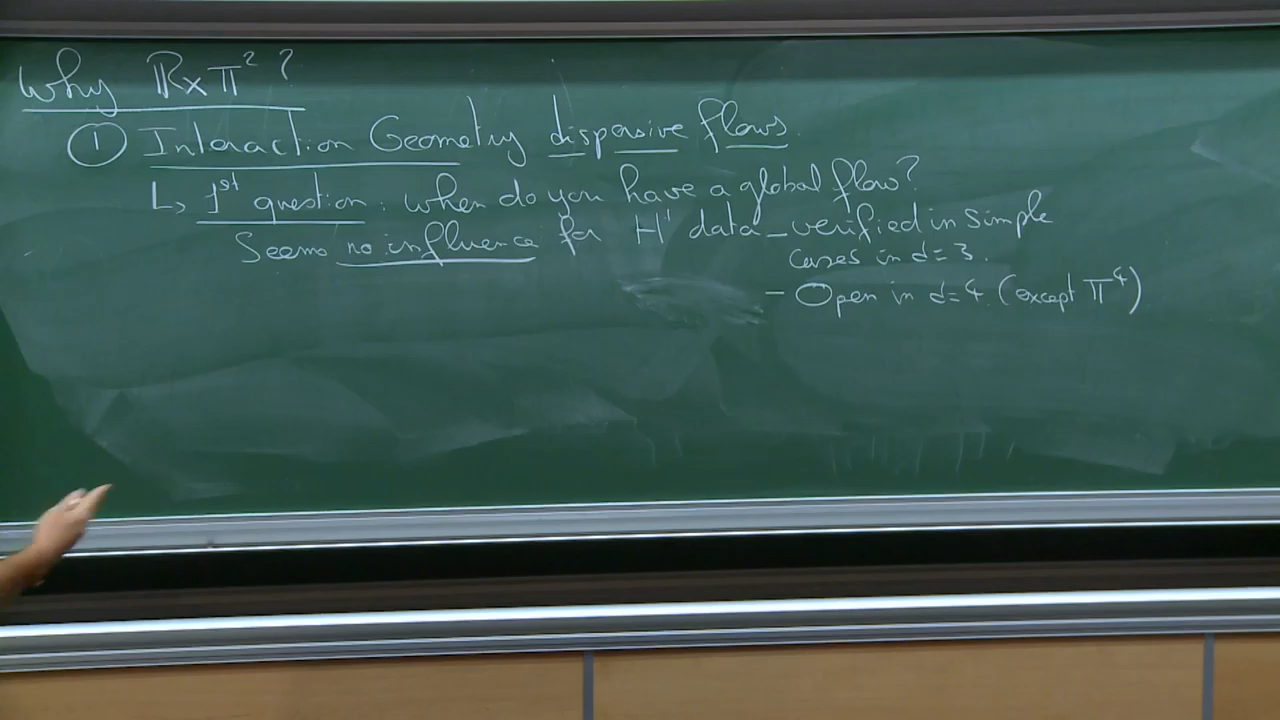 Why ℝ×𝕋² ?
① Interaction Geometry dispersive flows.
↳ 1st question: when do you have a global flow?
Seems no influence for H¹ data – verified in simple
cases in d=3.
– Open in d=4 (except 𝕋⁴)